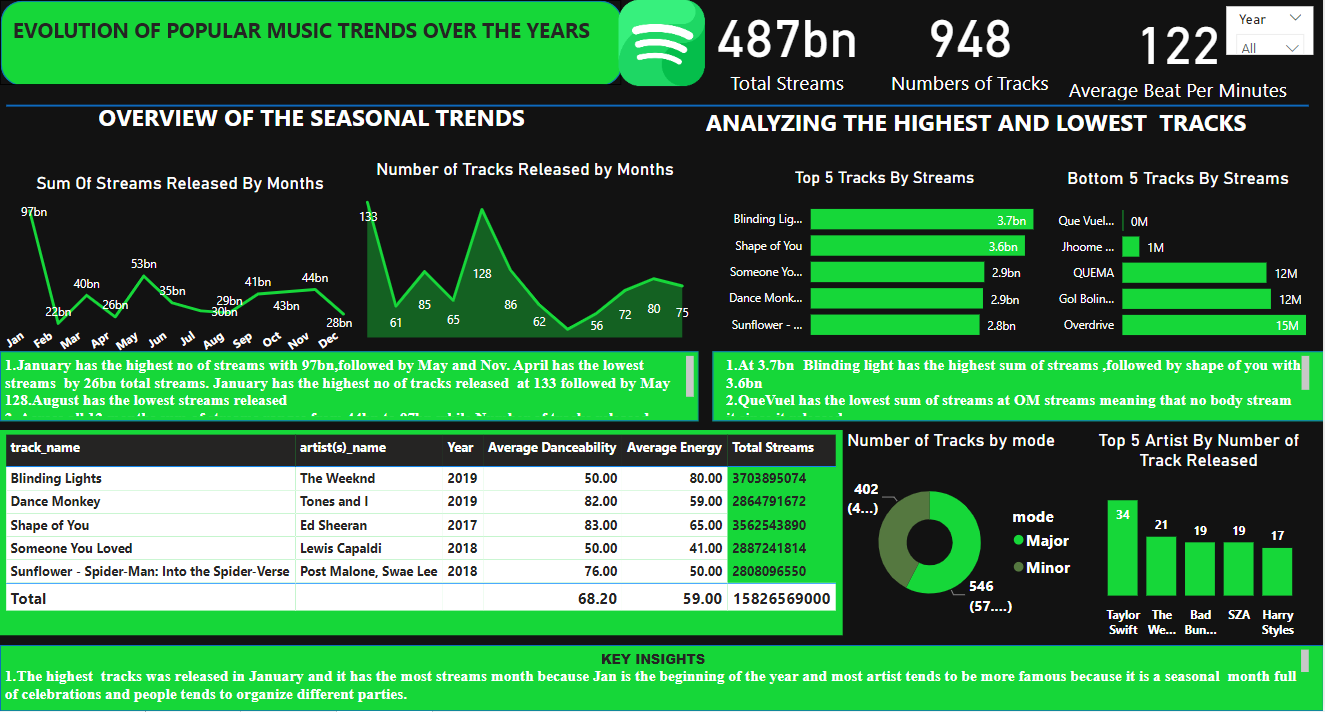 EVOLUTION OF POPULAR MUSIC TRENDS OVER THE YEARS
487bn
Total Streams
948
Numbers of Tracks
122
Average Beat Per Minutes
Year
All
OVERVIEW OF THE SEASONAL TRENDS
ANALYZING THE HIGHEST AND LOWEST TRACKS
Sum Of Streams Released By Months
97bn
22bn
40bn
26bn
53bn
35bn
30bn
29bn
41bn
43bn
44bn
28bn
Jan Feb Mar Apr May Jun Jul Aug Sep Oct Nov Dec
Number of Tracks Released by Months
133
61
85
65
128
86
62
56
72
80
75
Top 5 Tracks By Streams
Blinding Lig... 3.7bn
Shape of You 3.6bn
Someone Yo... 2.9bn
Dance Monk... 2.9bn
Sunflower - ... 2.8bn
Bottom 5 Tracks By Streams
Que Vuel... 0M
Jhoome ... 1M
QUEMA 12M
Gol Bolin... 12M
Overdrive 15M
1.January has the highest no of streams with 97bn,followed by May and Nov. April has the lowest
streams by 26bn total streams. January has the highest no of tracks released at 133 followed by May
128.August has the lowest streams released
1.At 3.7bn Blinding light has the highest sum of streams ,followed by shape of you with
3.6bn
2.QueVuel has the lowest sum of streams at OM streams meaning that no body stream
track_name artist(s)_name Year Average Danceability Average Energy Total Streams
Blinding Lights The Weeknd 2019 50.00 80.00 3703895074
Dance Monkey Tones and I 2019 82.00 59.00 2864791672
Shape of You Ed Sheeran 2017 83.00 65.00 3562543890
Someone You Loved Lewis Capaldi 2018 50.00 41.00 2887241814
Sunflower - Spider-Man: Into the Spider-Verse Post Malone, Swae Lee 2018 76.00 50.00 2808096550
Total 68.20 59.00 15826569000
Number of Tracks by mode
402
(4...)
546
(57....)
mode
Major
Minor
Top 5 Artist By Number of
Track Released
34
21
19
19
17
Taylor Swift
The We...
Bad Bun...
SZA
Harry Styles
KEY INSIGHTS
1.The highest tracks was released in January and it has the most streams month because Jan is the beginning of the year and most artist tends to be more famous because it is a seasonal month full
of celebrations and people tends to organize different parties.